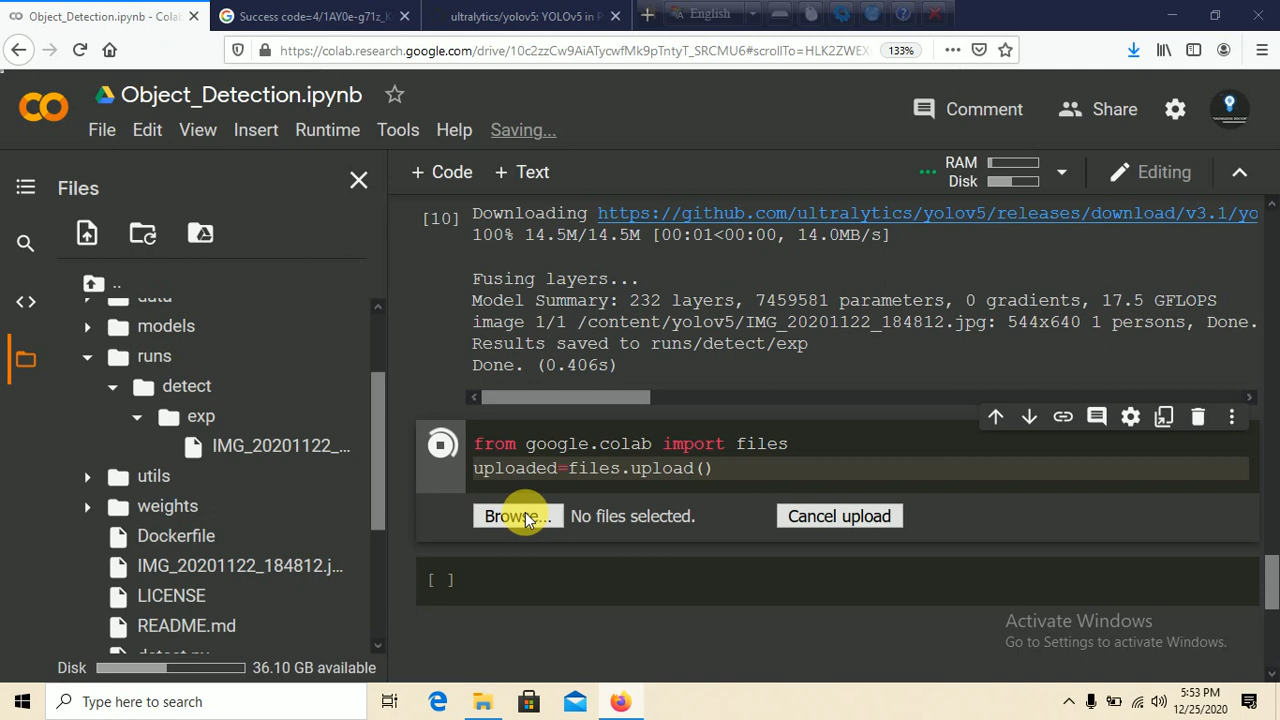 Object_Detection.ipynb - Colab
Success code=4/1AY0e-g71z_K
ultralytics/yolov5: YOLOv5 in P
English
https://colab.research.google.com/drive/10c2zzCw9AiATycwfMk9pTntyT_SRCMU6#scrollTo=HLK2ZWEX
133%
Object_Detection.ipynb
Comment
Share
File Edit View Insert Runtime Tools Help Saving...
Files
+ Code + Text
RAM
Disk
Editing
..
data
models
runs
detect
exp
IMG_20201122_...
utils
weights
Dockerfile
IMG_20201122_184812.j...
LICENSE
README.md
detect.py
Disk 36.10 GB available
[10] Downloading https://github.com/ultralytics/yolov5/releases/download/v3.1/yo
100% 14.5M/14.5M [00:01<00:00, 14.0MB/s]
Fusing layers...
Model Summary: 232 layers, 7459581 parameters, 0 gradients, 17.5 GFLOPS
image 1/1 /content/yolov5/IMG_20201122_184812.jpg: 544x640 1 persons, Done.
Results saved to runs/detect/exp
Done. (0.406s)
from google.colab import files
uploaded=files.upload()
Browse... No files selected. Cancel upload
[ ]
Activate Windows
Go to Settings to activate Windows.
Type here to search
5:53 PM
12/25/2020